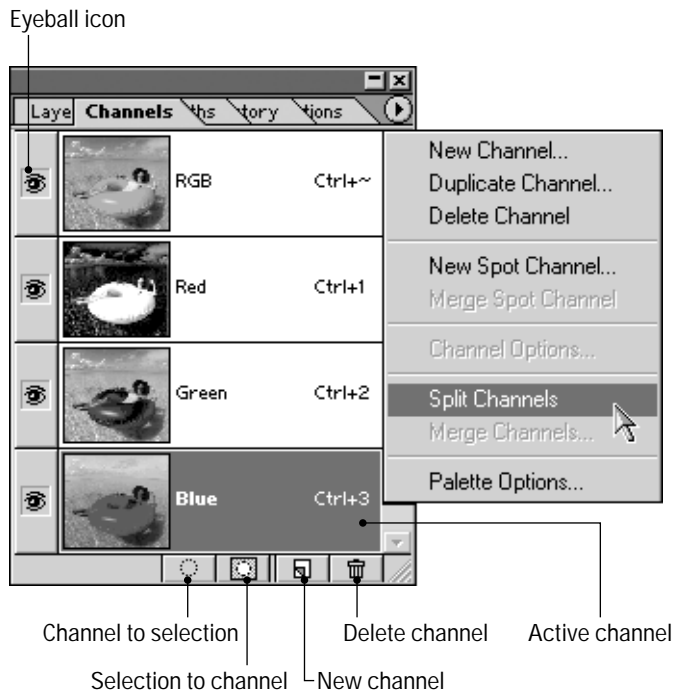 Eyeball icon
Laye Channels ths tory tions
RGB Ctrl+~
Red Ctrl+1
Green Ctrl+2
Blue Ctrl+3
New Channel...
Duplicate Channel...
Delete Channel
New Spot Channel...
Merge Spot Channel
Channel Options...
Split Channels
Merge Channels...
Palette Options...
Channel to selection
Delete channel
Active channel
Selection to channel
New channel